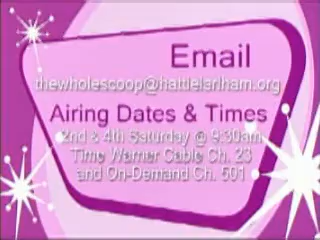 Email
thewholescoop@hattielanham.org
Airing Dates & Times
2nd & 4th Saturday @ 9:30am
Time Warner Cable Ch. 23
and On-Demand Ch. 501